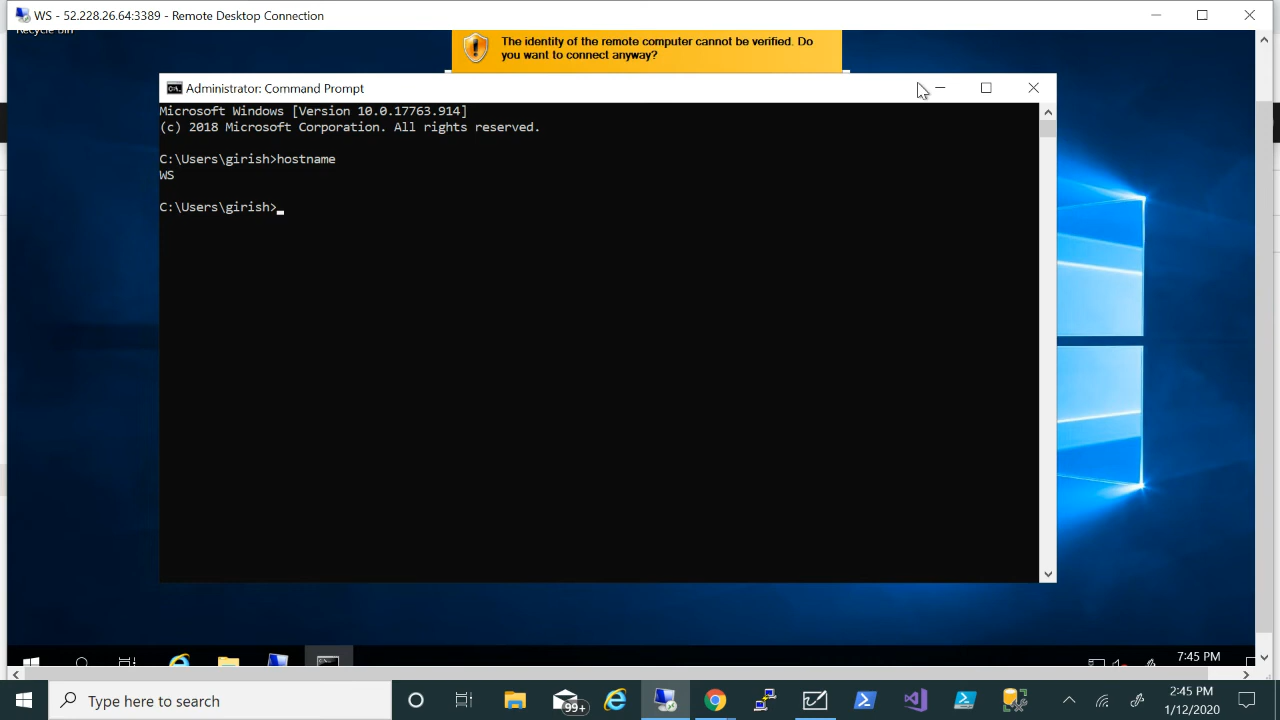 WS - 52.228.26.64:3389 - Remote Desktop Connection
Recycle Bin
The identity of the remote computer cannot be verified. Do
you want to connect anyway?
Administrator: Command Prompt
Microsoft Windows [Version 10.0.17763.914]
(c) 2018 Microsoft Corporation. All rights reserved.
C:\Users\girish>hostname
WS
C:\Users\girish>
7:45 PM
Type here to search
99+
2:45 PM
1/12/2020